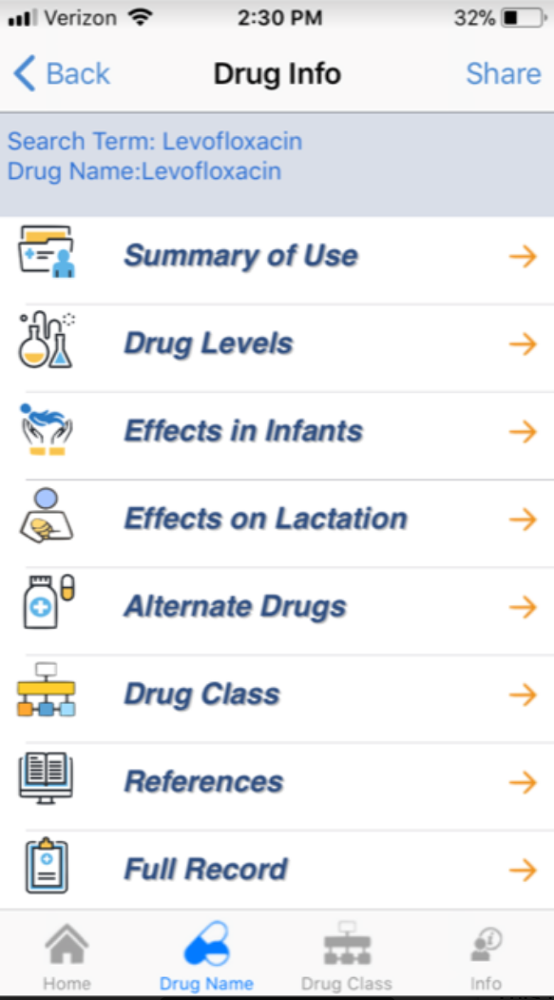 Verizon 2:30 PM 32%
Back Drug Info Share
Search Term: Levofloxacin
Drug Name:Levofloxacin
Summary of Use
Drug Levels
Effects in Infants
Effects on Lactation
Alternate Drugs
Drug Class
References
Full Record
Home Drug Name Drug Class Info